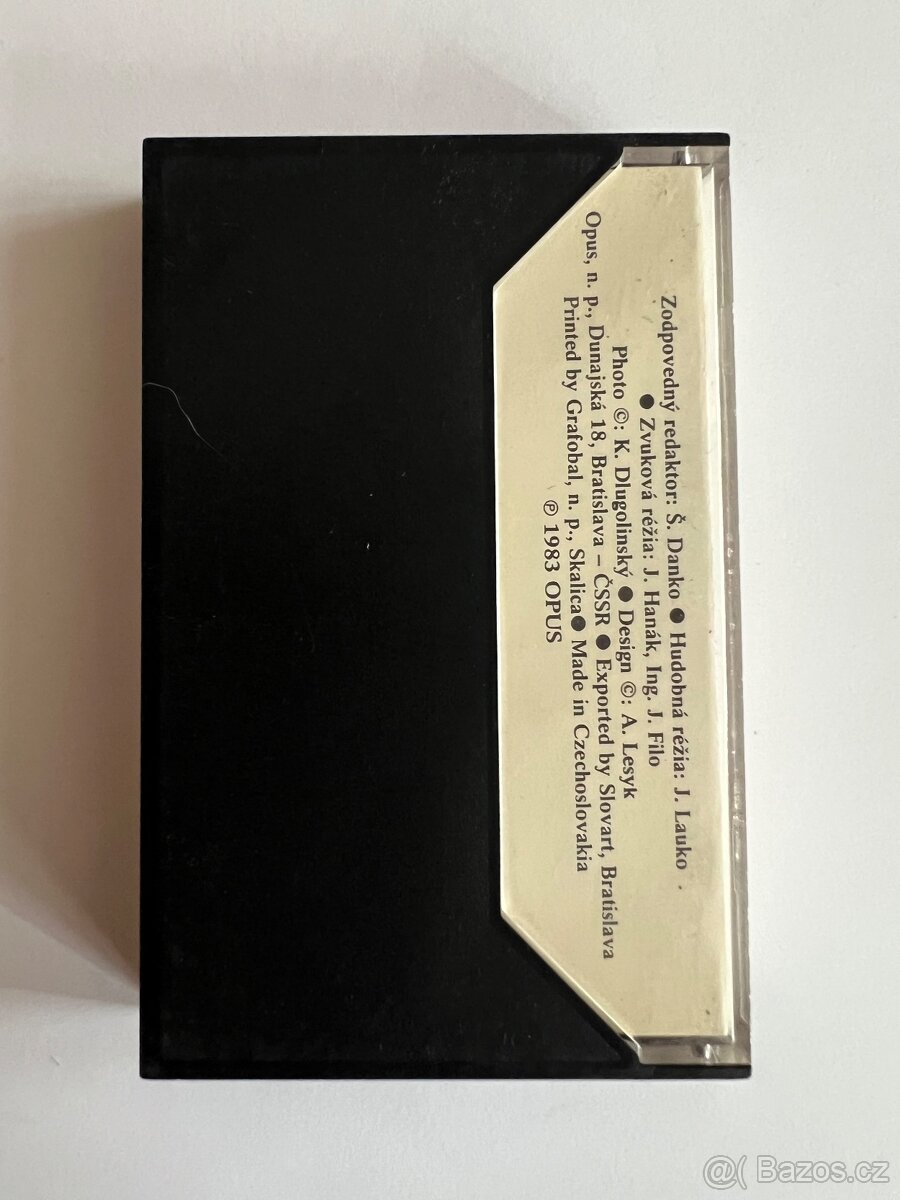 Zodpovedný redaktor: Š. Danko ● Hudobná réžia: J. Lauko
● Zvuková réžia: J. Hanák, Ing. J. Filo
Photo ©: K. Dlugolinský ● Design ©: A. Lesyk
Opus, n. p., Dunajská 18, Bratislava – ČSSR ● Exported by Slovart, Bratislava
Printed by Grafobal, n. p., Skalica● Made in Czechoslovakia
℗ 1983 OPUS
@( Bazos.cz